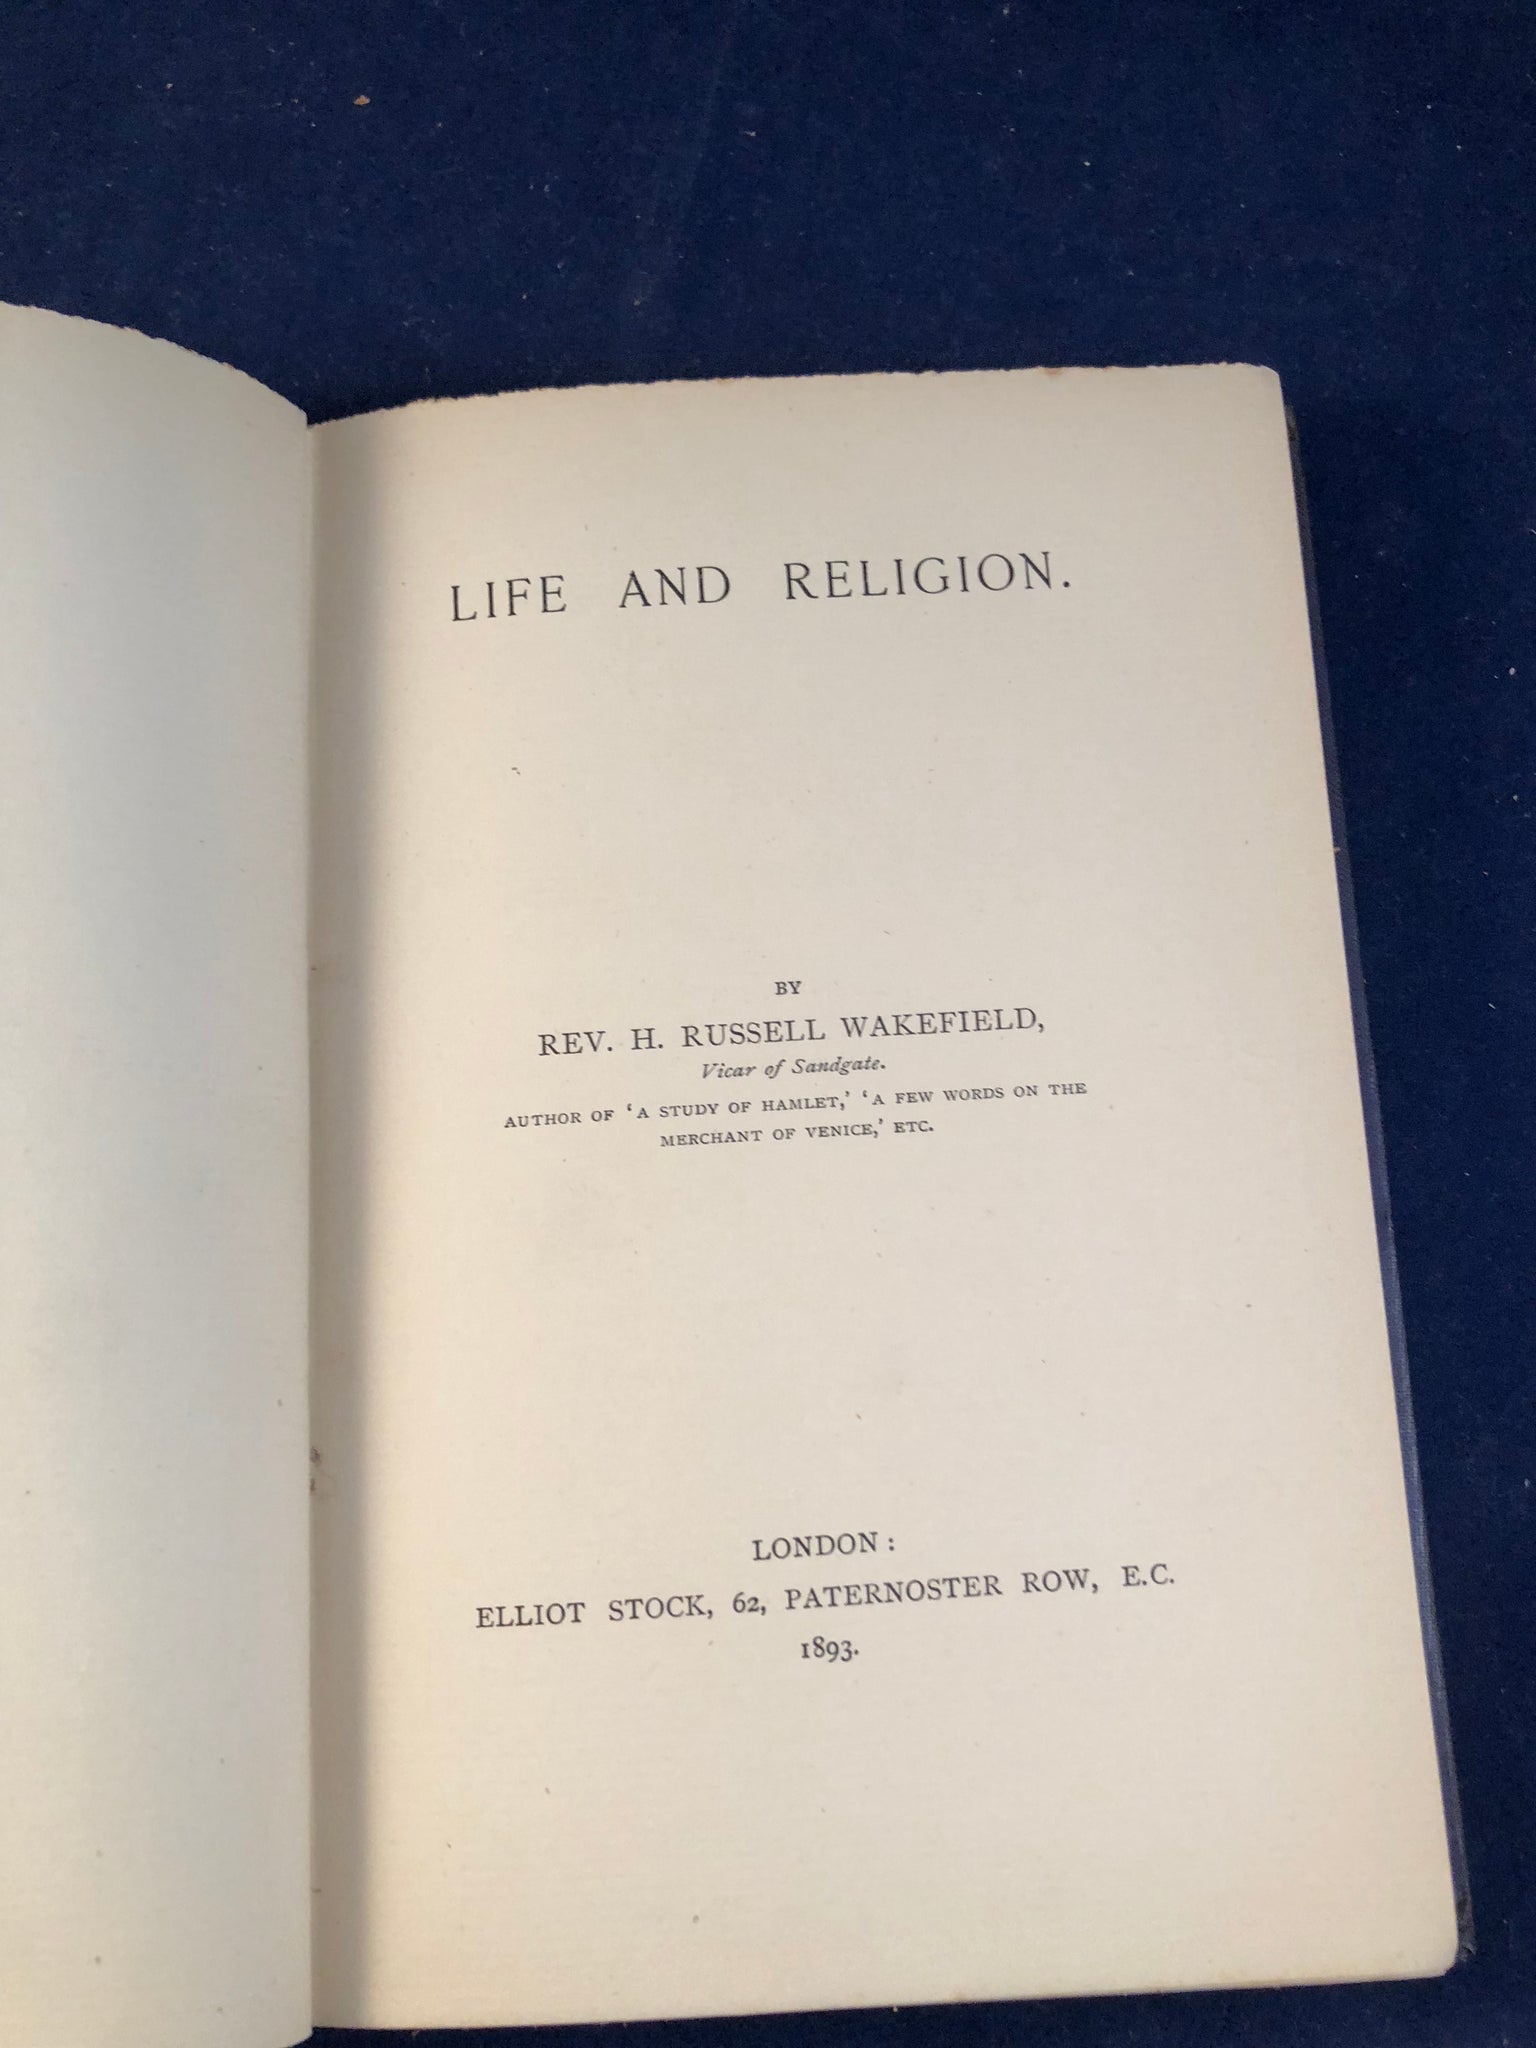 LIFE AND RELIGION.
BY
REV. H. RUSSELL WAKEFIELD,
Vicar of Sandgate.
AUTHOR OF ‘A STUDY OF HAMLET,’ ‘A FEW WORDS ON THE
MERCHANT OF VENICE,’ ETC.
LONDON:
ELLIOT STOCK, 62, PATERNOSTER ROW, E.C.
1893.